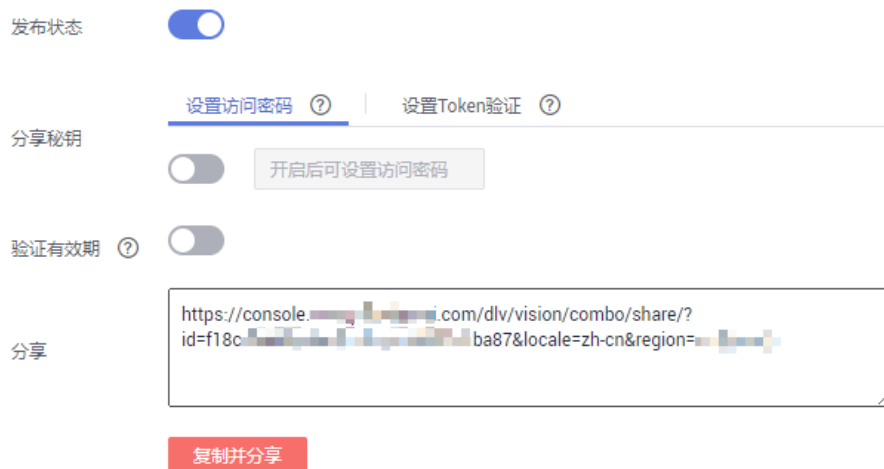 发布状态
设置访问密码 ? 设置Token验证 ?
分享秘钥
开启后可设置访问密码
验证有效期 ?
https://console. .com/dlv/vision/combo/share/?
id=f18c ba87&locale=zh-cn&region=
分享
复制并分享